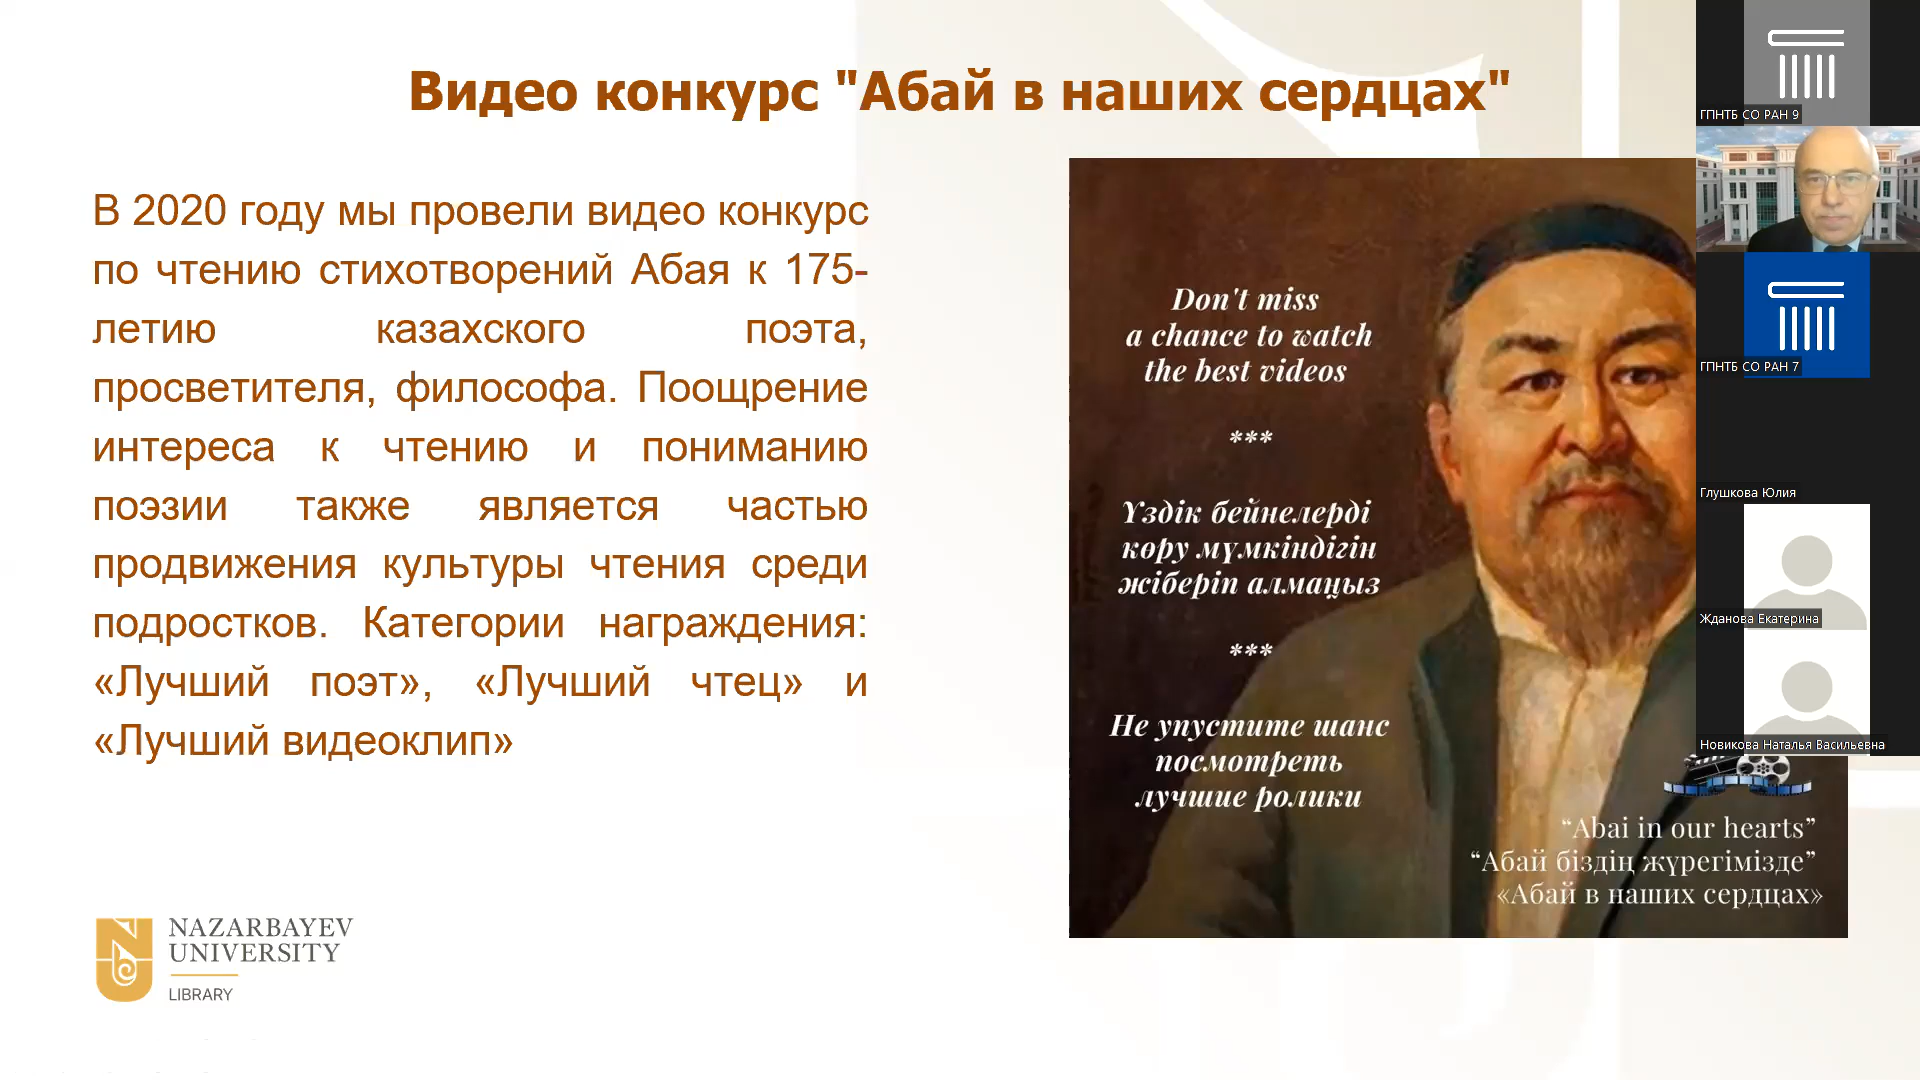 Видео конкурс "Абай в наших сердцах"
В 2020 году мы провели видео конкурс
по чтению стихотворений Абая к 175-
летию казахского поэта,
просветителя, философа. Поощрение
интереса к чтению и пониманию
поэзии также является частью
продвижения культуры чтения среди
подростков. Категории награждения:
«Лучший поэт», «Лучший чтец» и
«Лучший видеоклип»
NAZARBAYEV
UNIVERSITY
LIBRARY
Don't miss
a chance to watch
the best videos
***
Үздік бейнелерді
көру мүмкіндігін
жіберіп алмаңыз
***
Не упустите шанс
посмотреть
лучшие ролики
“Abai in our hearts”
“Абай біздің жүрегімізде”
«Абай в наших сердцах»
ГПНТБ СО РАН 9
ГПНТБ СО РАН 7
Глушкова Юлия
Жданова Екатерина
Новикова Наталья Васильевна